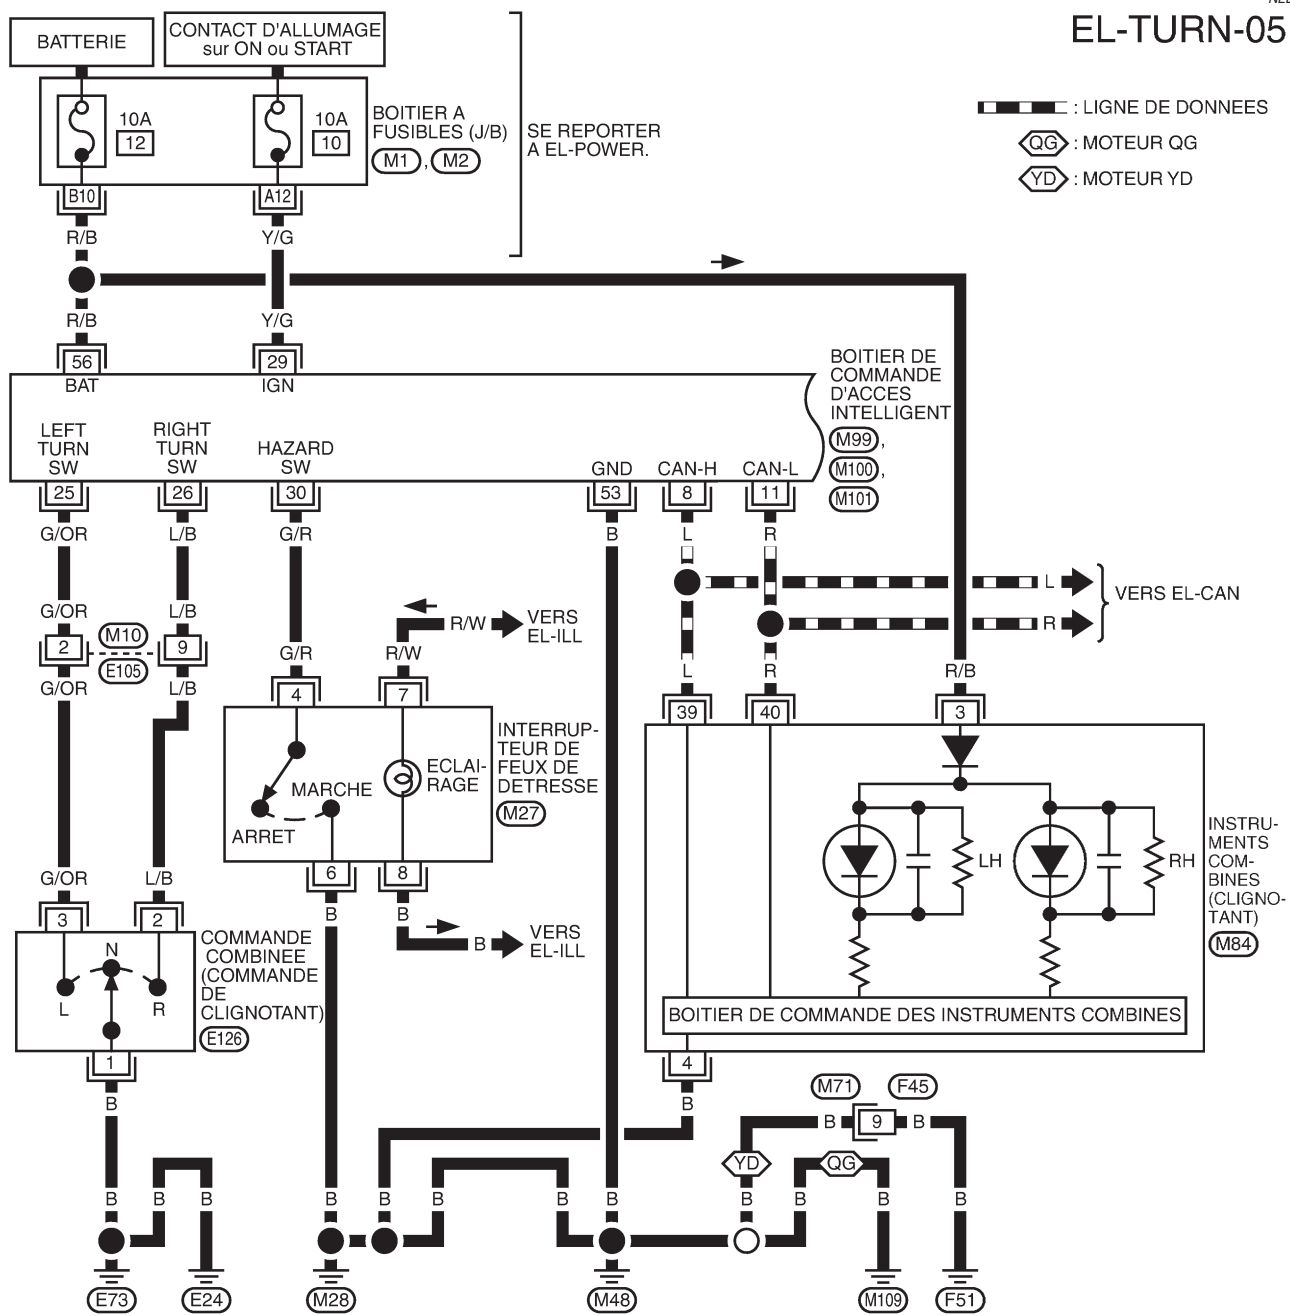 EL-TURN-05
BATTERIE
CONTACT D'ALLUMAGE
sur ON ou START
10A
12
10A
10
BOITIER A
FUSIBLES (J/B)
M1 , M2
SE REPORTER
A EL-POWER.
: LIGNE DE DONNEES
QG : MOTEUR QG
YD : MOTEUR YD
B10
A12
R/B
Y/G
R/B
Y/G
56
29
BAT
IGN
BOITIER DE
COMMANDE
D'ACCES
INTELLIGENT
M99 ,
M100 ,
M101
LEFT
TURN
SW
RIGHT
TURN
SW
HAZARD
SW
GND
CAN-H
CAN-L
25
26
30
53
8
11
G/OR
L/B
G/R
B
L
R
L
R
VERS EL-CAN
G/OR
L/B
2
M10
E105
9
G/OR
L/B
R/W
VERS
EL-ILL
G/R
R/W
L
R
R/B
4
7
39
40
3
INTERRUP-
TEUR DE
FEUX DE
DETRESSE
M27
ECLAI-
RAGE
MARCHE
ARRET
6
8
B
B
B
VERS
EL-ILL
LH
RH
INSTRU-
MENTS
COM-
BINES
(CLIGNO-
TANT)
M84
BOITIER DE COMMANDE DES INSTRUMENTS COMBINES
G/OR
L/B
3
2
N
L
R
COMMANDE
COMBINEE
(COMMANDE
DE
CLIGNOTANT)
E126
1
4
B
B
M71
F45
B
9
B
YD
QG
B
B
B
B
B
B
B
B
B
B
B
B
B
E73
E24
M28
M48
M109
F51